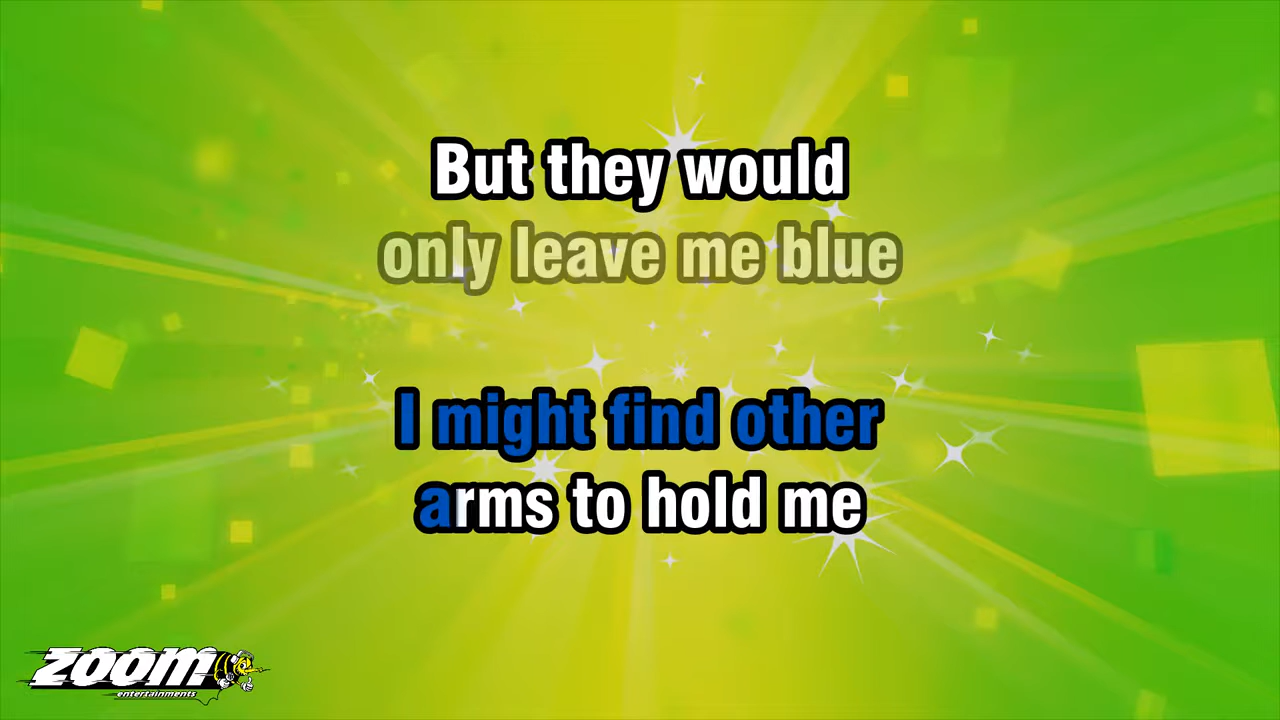 But they would
only leave me blue
I might find other
arms to hold me
ZOOM
entertainments